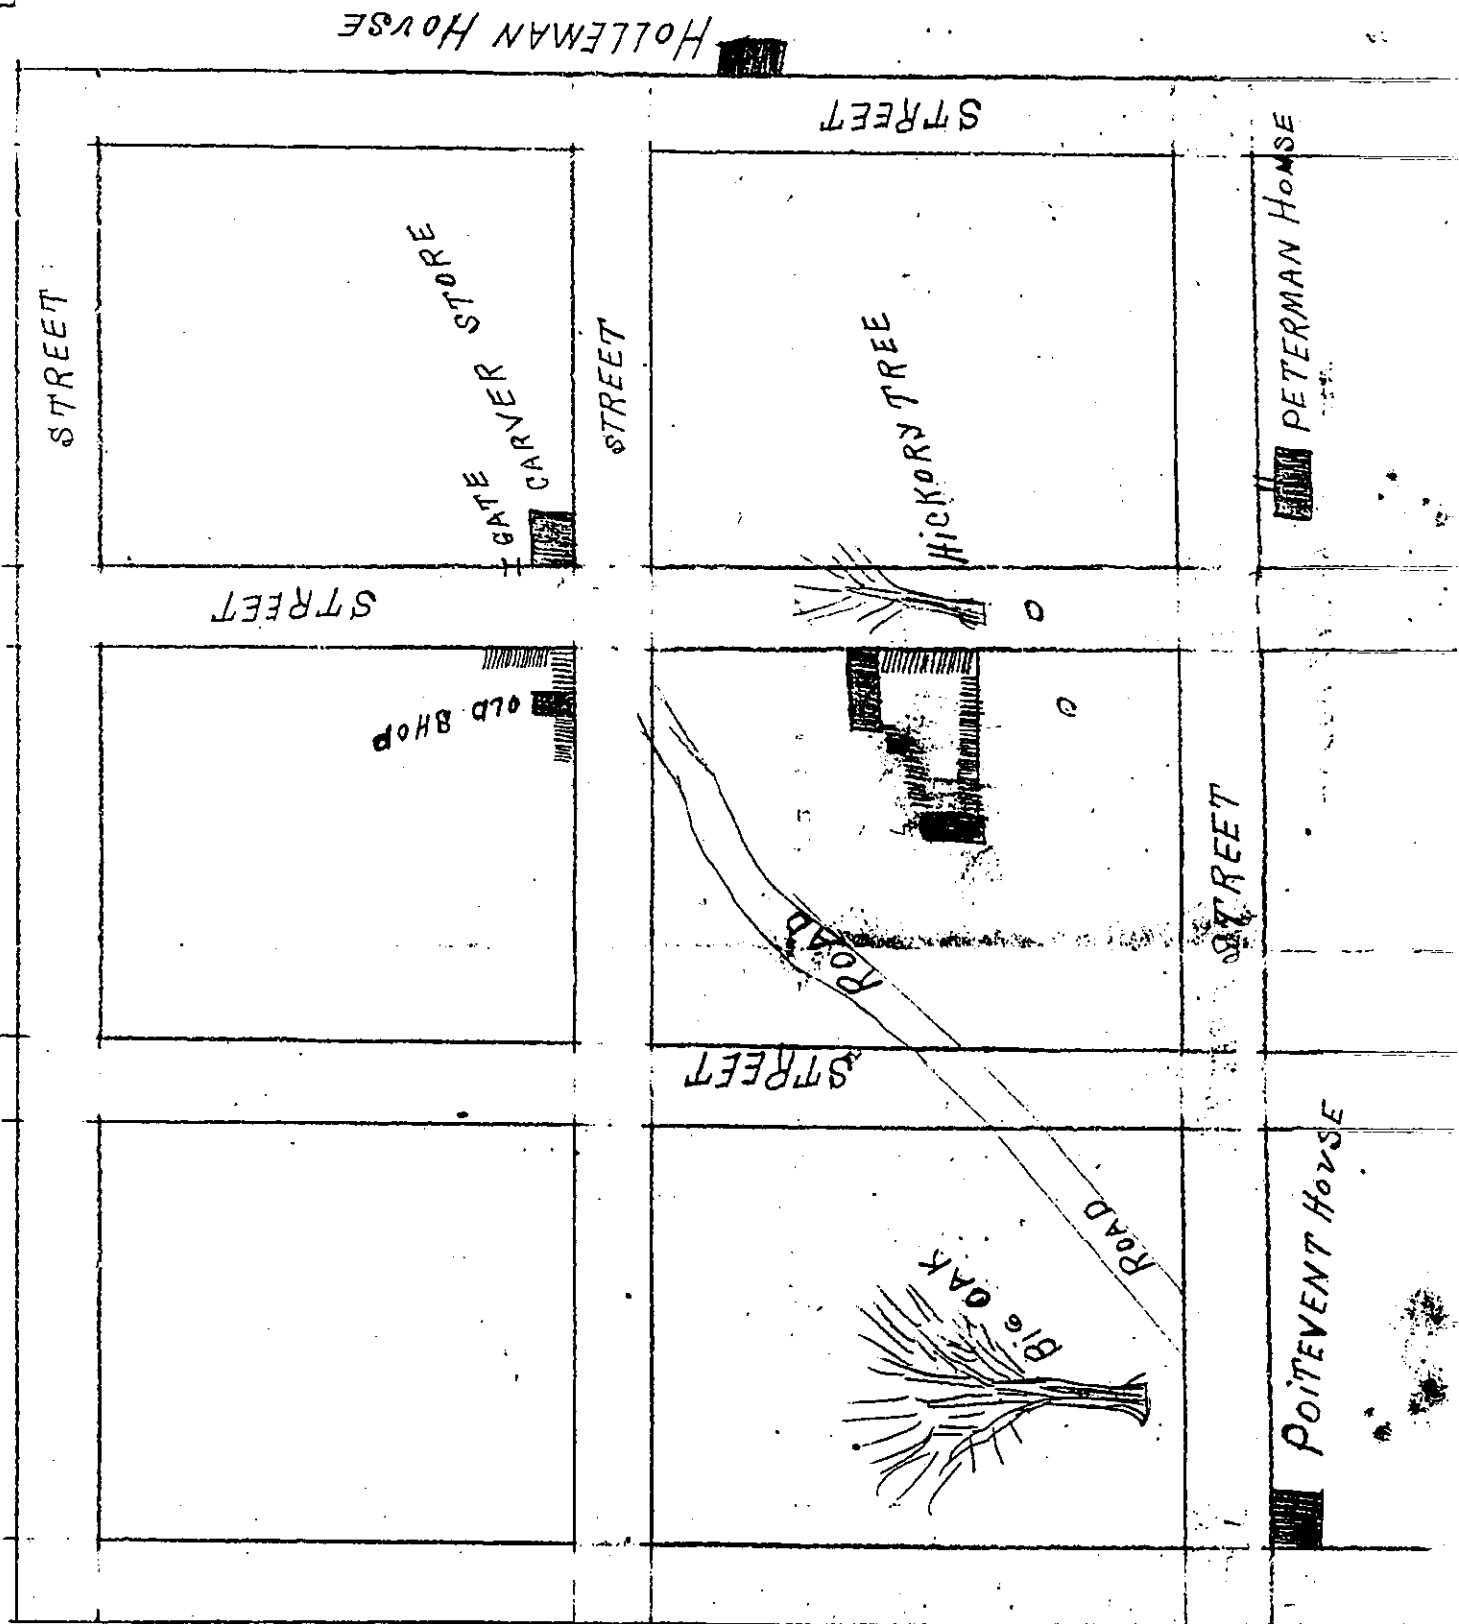 HOLLEMAN HOUSE
STREET
STREET
GATE
CARVER STORE
STREET
HICKORY TREE
PETERMAN HOUSE
STREET
OLD SHOP
ROAD
STREET
STREET
ROAD
BIG OAK
POITEVENT HOUSE